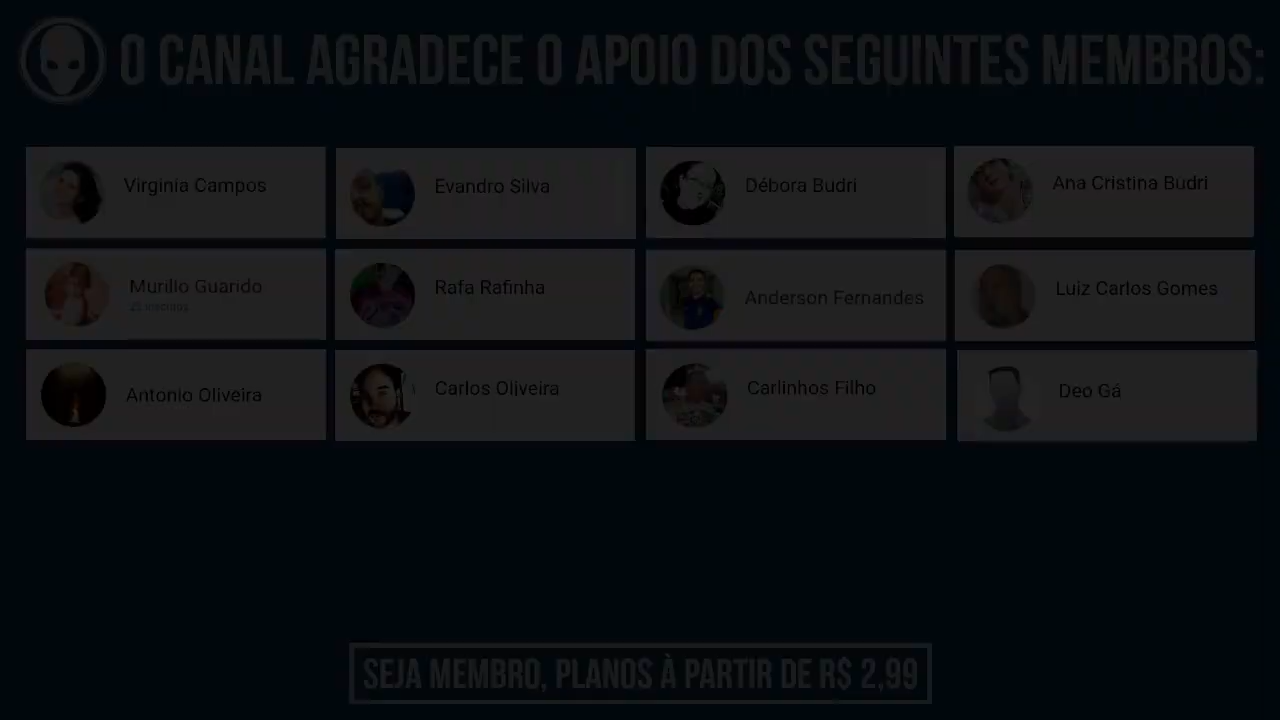 O CANAL AGRADECE O APOIO DOS SEGUINTES MEMBROS:
Virginia Campos
Evandro Silva
Débora Budri
Ana Cristina Budri
Murillo Guarido
Rafa Rafinha
Anderson Fernandes
Luiz Carlos Gomes
Antonio Oliveira
Carlos Oliveira
Carlinhos Filho
Deo Gá
SEJA MEMBRO, PLANOS À PARTIR DE R$ 2,99